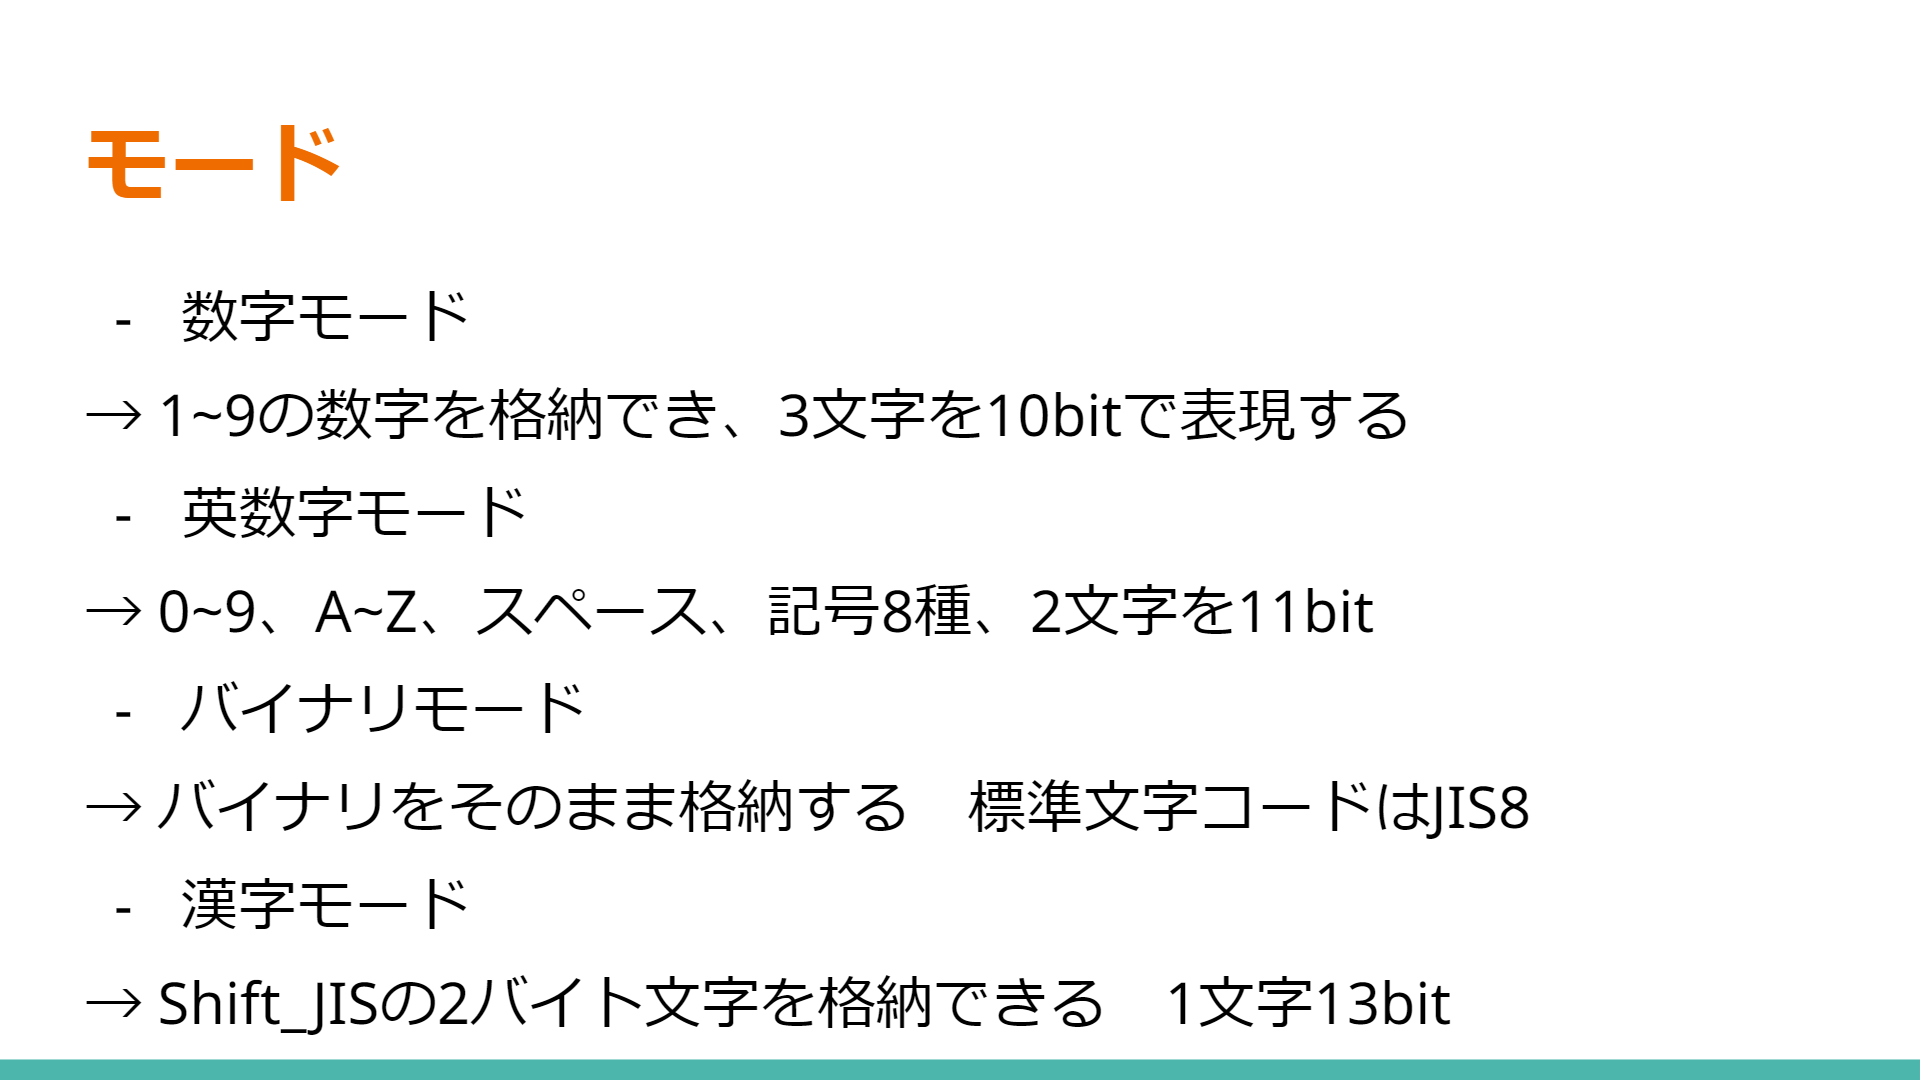 モード
- 数字モード
→ 1~9の数字を格納でき、3文字を10bitで表現する
- 英数字モード
→ 0~9、A~Z、スペース、記号8種、2文字を11bit
- バイナリモード
→ バイナリをそのまま格納する　標準文字コードはJIS8
- 漢字モード
→ Shift_JISの2バイト文字を格納できる　1文字13bit